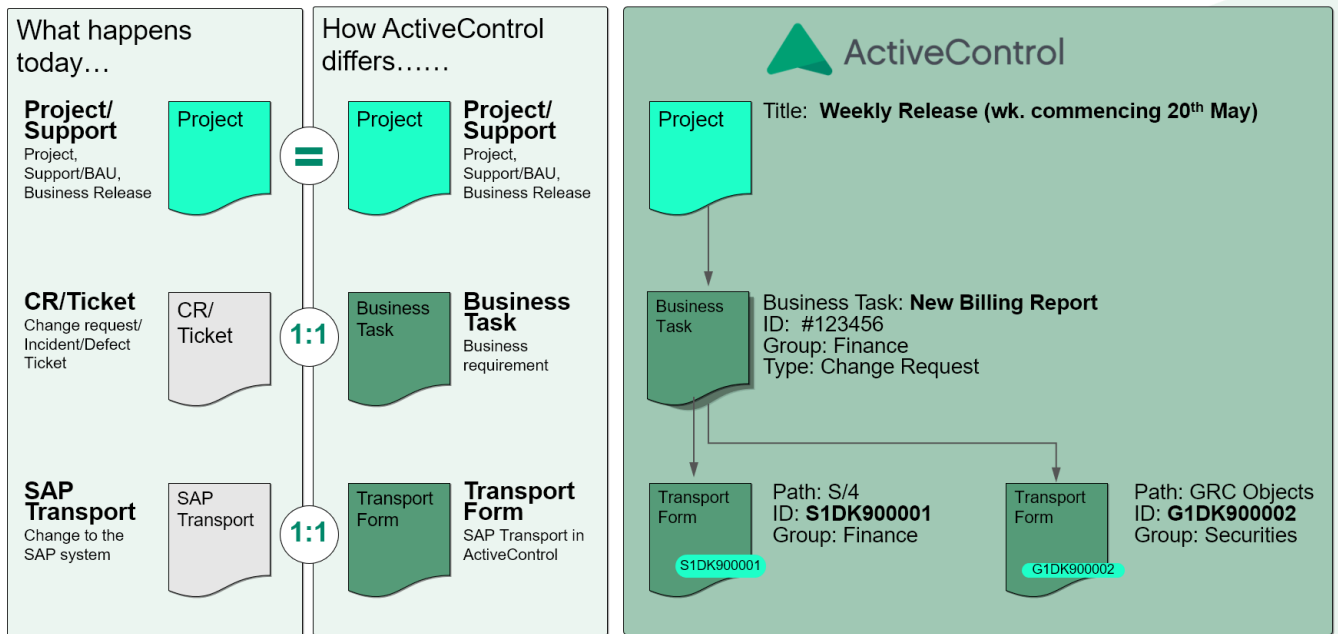 What happens
today…
Project/
Support
Project,
Support/BAU,
Business Release
Project
=
CR/Ticket
Change request/
Incident/Defect
Ticket
CR/
Ticket
1:1
SAP
Transport
Change to the
SAP system
SAP
Transport
1:1
How ActiveControl
differs……
Project
Project/
Support
Project,
Support/BAU,
Business Release
Business
Task
Business
Task
Business
requirement
Transport
Form
Transport
Form
SAP Transport in
ActiveControl
ActiveControl
Project
Title: Weekly Release (wk. commencing 20th May)
Business
Task
Business Task: New Billing Report
ID: #123456
Group: Finance
Type: Change Request
Transport
Form
S1DK900001
Path: S/4
ID: S1DK900001
Group: Finance
Transport
Form
G1DK900002
Path: GRC Objects
ID: G1DK900002
Group: Securities